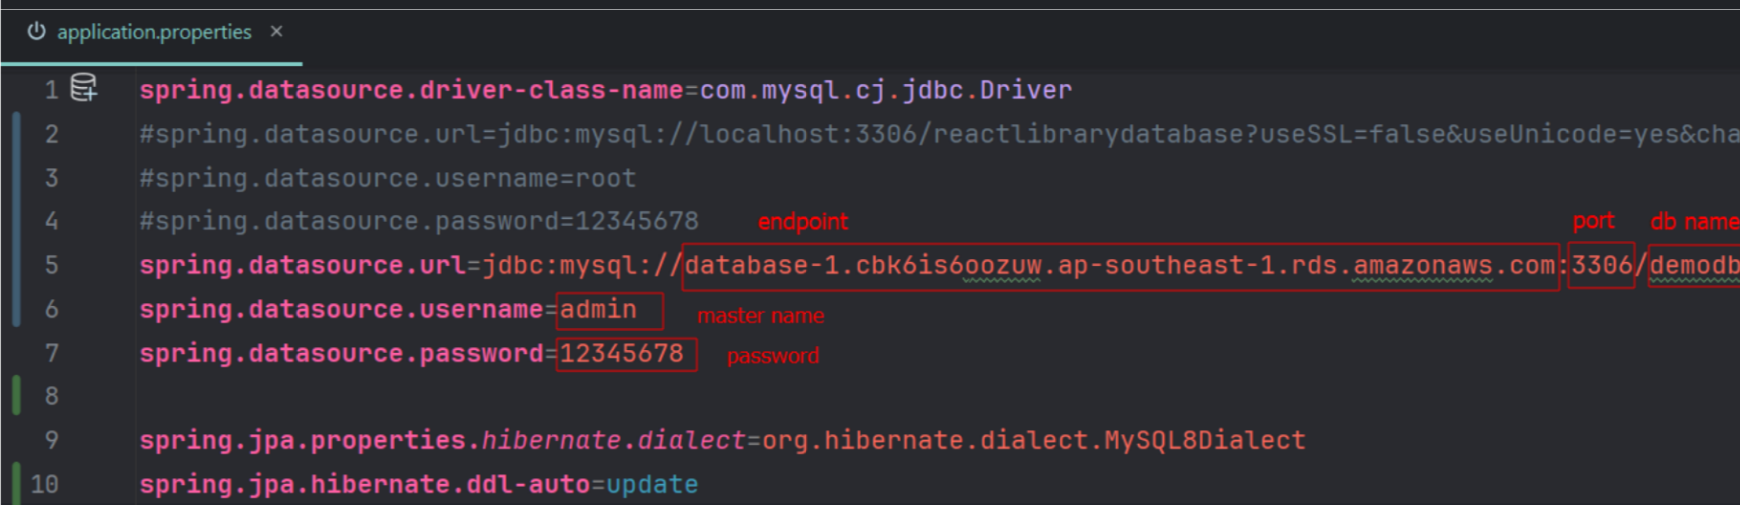 application.properties
1 spring.datasource.driver-class-name=com.mysql.cj.jdbc.Driver
2 #spring.datasource.url=jdbc:mysql://localhost:3306/reactlibrarydatabase?useSSL=false&useUnicode=yes&cha
3 #spring.datasource.username=root
4 #spring.datasource.password=12345678 endpoint port db name
5 spring.datasource.url=jdbc:mysql://database-1.cbk6is6oozuw.ap-southeast-1.rds.amazonaws.com:3306/demodb
6 spring.datasource.username=admin master name
7 spring.datasource.password=12345678 password
8
9 spring.jpa.properties.hibernate.dialect=org.hibernate.dialect.MySQL8Dialect
10 spring.jpa.hibernate.ddl-auto=update